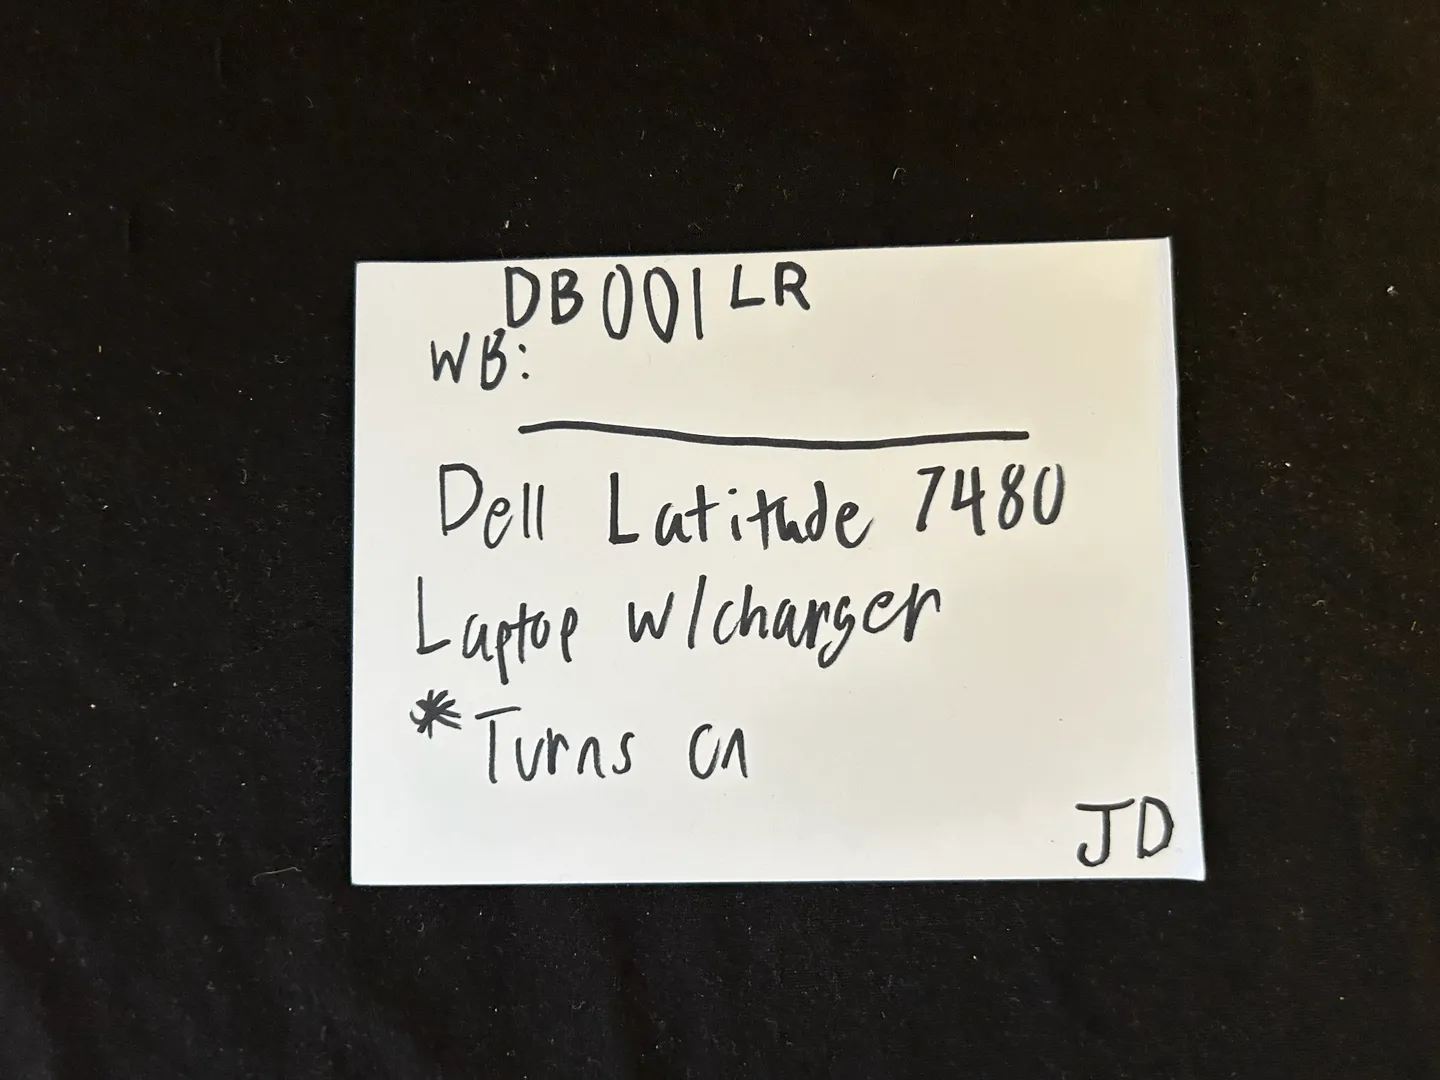 DB001LR
WB:
Dell Latitude 7480
Laptop w/charger
*Turns on
JD